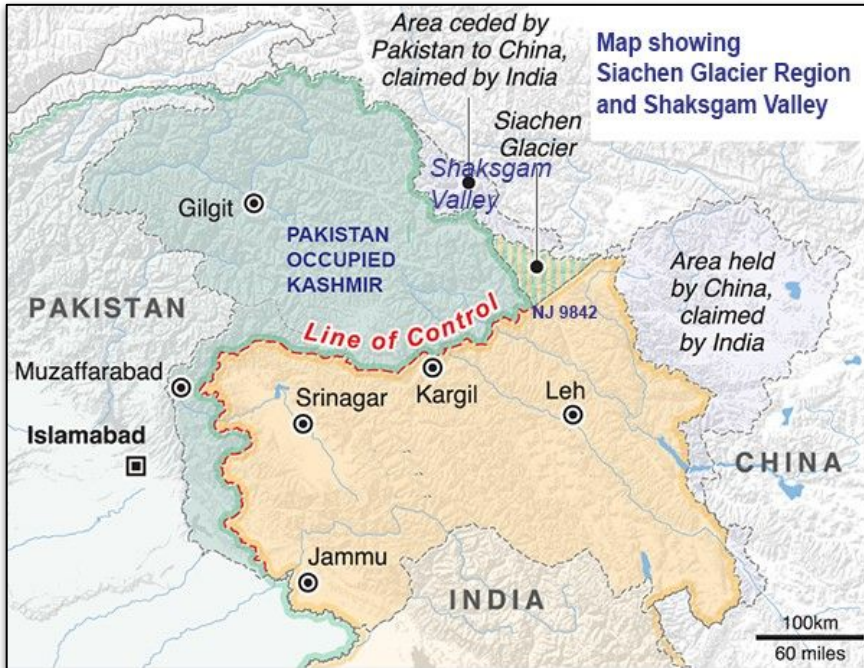 Area ceded by
Pakistan to China,
claimed by India
Map showing
Siachen Glacier Region
and Shaksgam Valley
Siachen
Glacier
Shaksgam
Valley
Gilgit
PAKISTAN
OCCUPIED
KASHMIR
Area held
by China,
claimed
by India
PAKISTAN
Line of Control
NJ 9842
Muzaffarabad
Srinagar
Kargil
Leh
Islamabad
CHINA
Jammu
INDIA
100km
60 miles